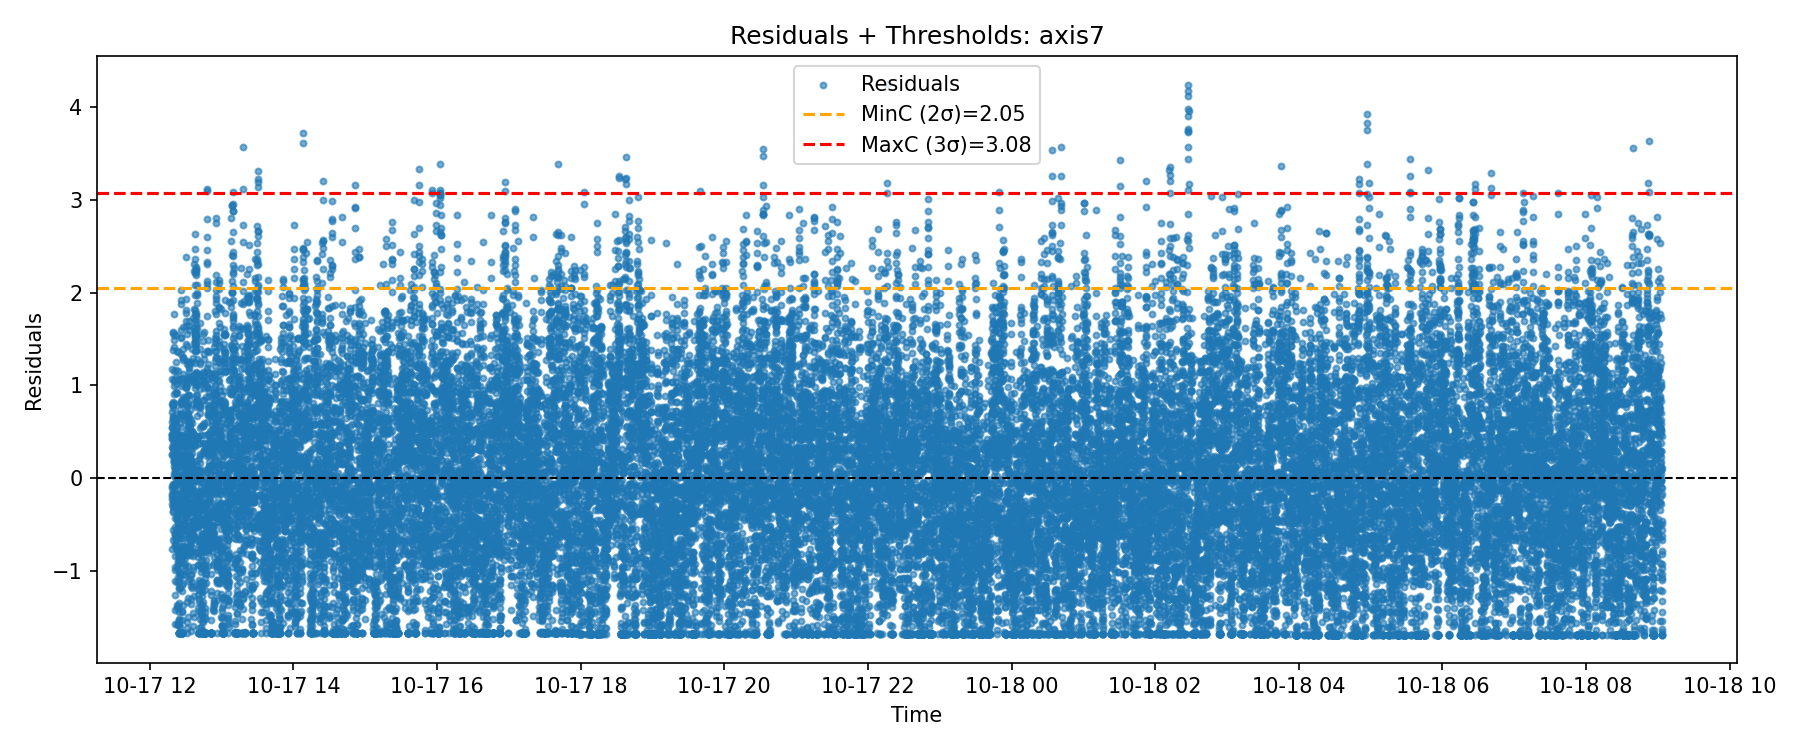 Residuals + Thresholds: axis7
Residuals
MinC (2σ)=2.05
MaxC (3σ)=3.08
Residuals
4
3
2
1
0
−1
10-17 12 10-17 14 10-17 16 10-17 18 10-17 20 10-17 22 10-18 00 10-18 02 10-18 04 10-18 06 10-18 08 10-18 10
Time